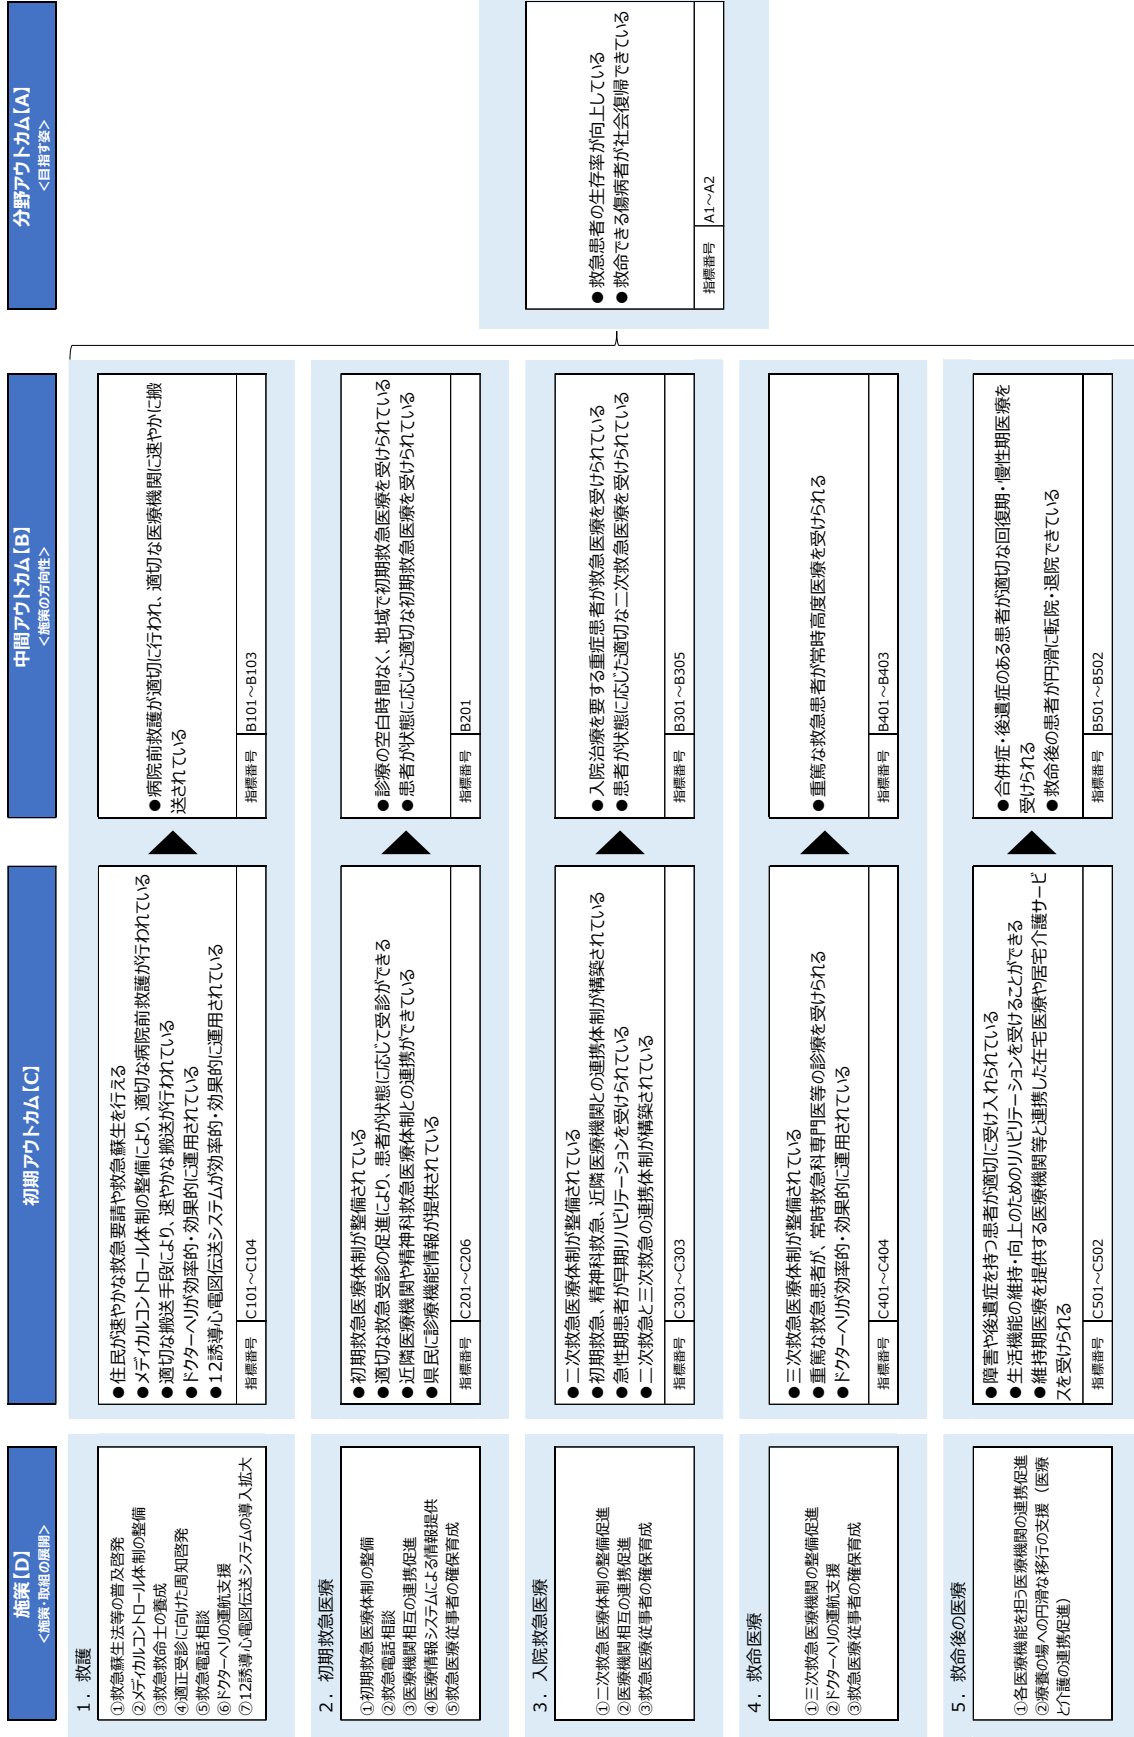 施策【D】
<施策・取組の展開>
初期アウトカム【C】
中間アウトカム【B】
<施策の方向性>
分野アウトカム【A】
<目指す姿>
1．救護
①救急蘇生法等の普及啓発
②メディカルコントロール体制の整備
③救急救命士の養成
④適正受診に向けた周知啓発
⑤救急電話相談
⑥ドクターヘリの運航支援
⑦12誘導心電図伝送システムの導入拡大
●住民が速やかな救急要請や救急蘇生を行える
●メディカルコントロール体制の整備により、適切な病院前救護が行われている
●適切な搬送手段により、速やかな搬送が行われている
●ドクターヘリが効率的・効果的に運用されている
●12誘導心電図伝送システムが効率的・効果的に運用されている
指標番号 C101～C104
●病院前救護が適切に行われ、適切な医療機関に速やかに搬
送されている
指標番号 B101～B103
2．初期救急医療
①初期救急医療体制の整備
②救急電話相談
③医療機関相互の連携促進
④医療情報システムによる情報提供
⑤救急医療従事者の確保育成
●初期救急医療体制が整備されている
●適切な救急受診の促進により、患者が状態に応じて受診ができる
●近隣医療機関や精神科救急医療体制との連携ができている
●県民に診療機能情報が提供されている
指標番号 C201～C206
●診療の空白時間なく、地域で初期救急医療を受けられている
●患者が状態に応じた適切な初期救急医療を受けられている
指標番号 B201
3．入院救急医療
①二次救急医療体制の整備促進
②医療機関相互の連携促進
③救急医療従事者の確保育成
●二次救急医療体制が整備されている
●初期救急、精神科救急、近隣医療機関との連携体制が構築されている
●急性期患者が早期リハビリテーションを受けられている
●二次救急と三次救急の連携体制が構築されている
指標番号 C301～C303
●入院治療を要する重症患者が救急医療を受けられている
●患者が状態に応じた適切な二次救急医療を受けられている
指標番号 B301～B305
4．救命医療
①三次救急医療機関の整備促進
②ドクターヘリの運航支援
③救急医療従事者の確保育成
●三次救急医療体制が整備されている
●重篤な救急患者が、常時救急科専門医等の診療を受けられる
●ドクターヘリが効率的・効果的に運用されている
指標番号 C401～C404
●重篤な救急患者が常時高度医療を受けられる
指標番号 B401～B403
5．救命後の医療
①各医療機能を担う医療機関の連携促進
②療養の場への円滑な移行の支援（医療
と介護の連携促進）
●障害や後遺症を持つ患者が適切に受け入れられている
●生活機能の維持・向上のためのリハビリテーションを受けることができる
●維持期医療を提供する医療機関等と連携した在宅医療や居宅介護サービ
スを受けられる
指標番号 C501～C502
●合併症・後遺症のある患者が適切な回復期・慢性期医療を
受けられる
●救命後の患者が円滑に転院・退院できている
指標番号 B501～B502
●救急患者の生存率が向上している
●救命できる傷病者が社会復帰できている
指標番号 A1～A2